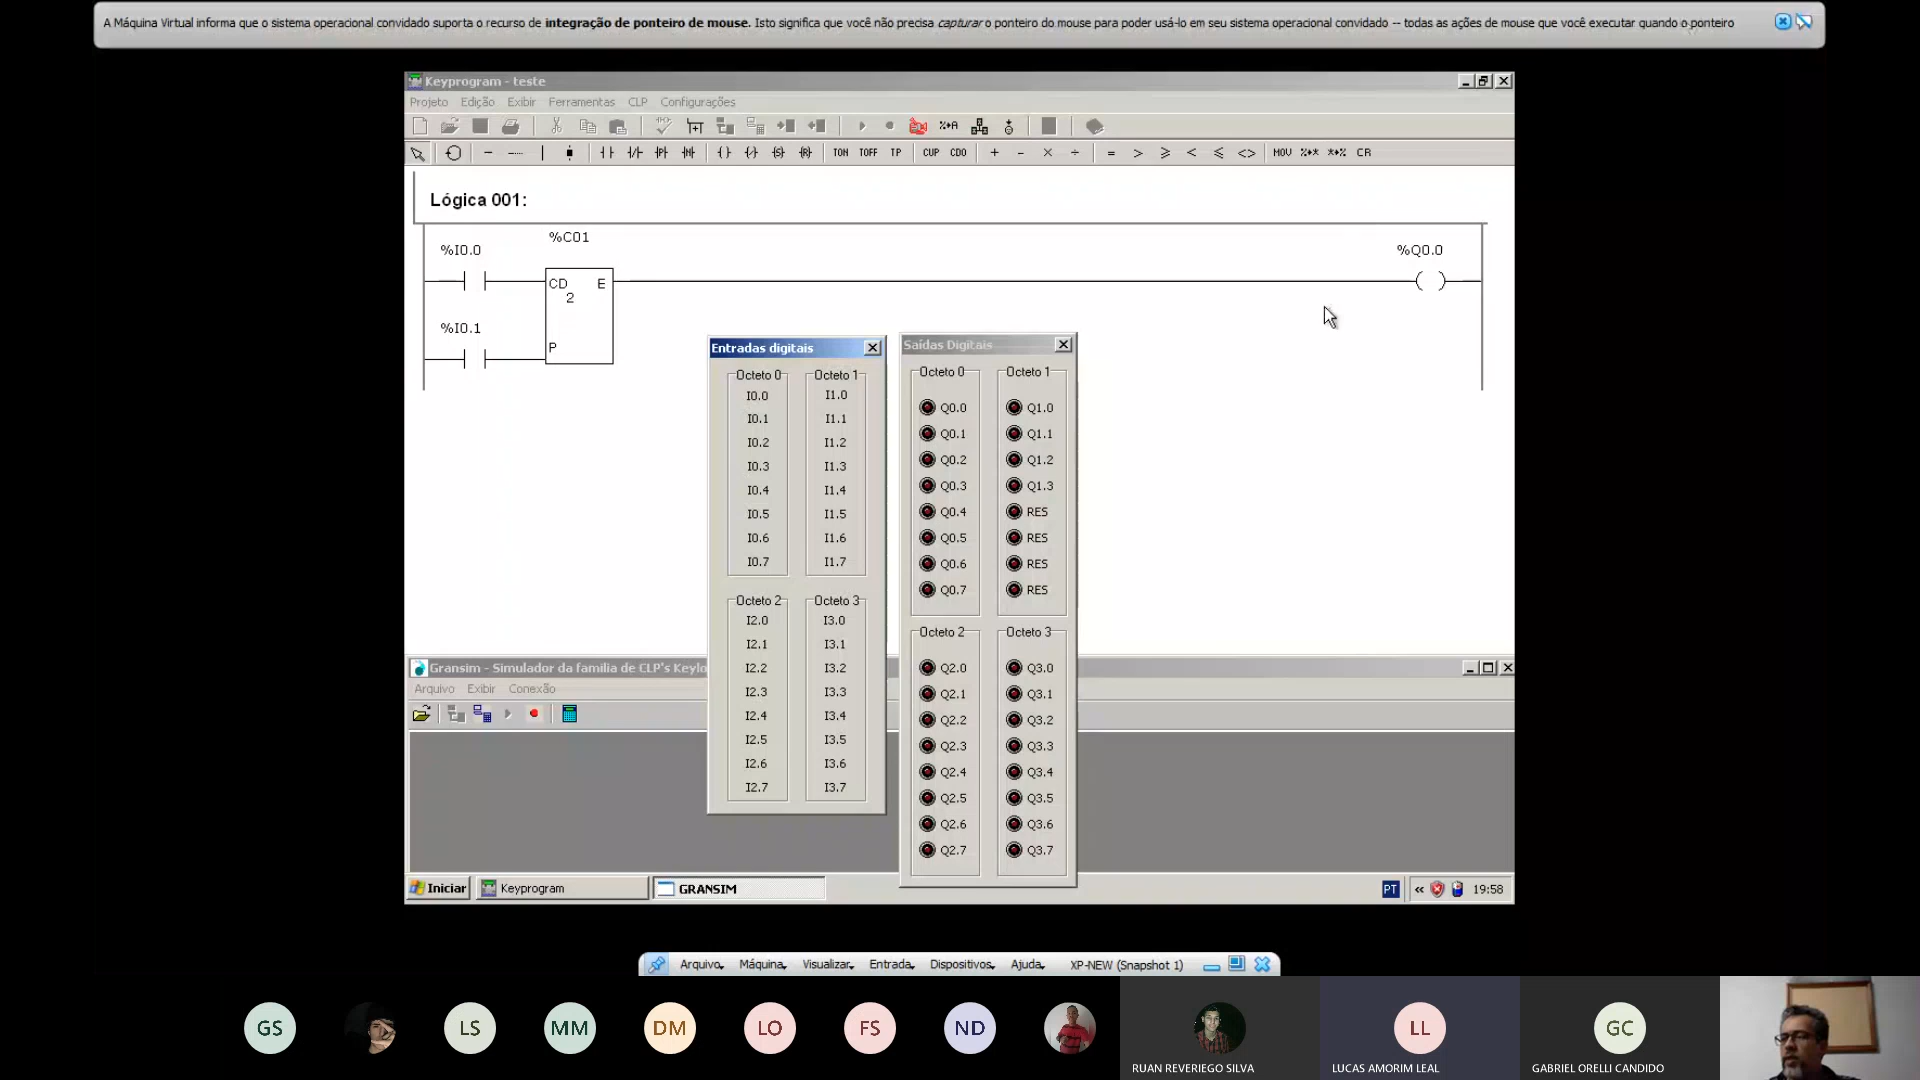 A Máquina Virtual informa que o sistema operacional convidado suporta o recurso de integração de ponteiro de mouse. Isto significa que você não precisa capturar o ponteiro do mouse para poder usá-lo em seu sistema operacional convidado -- todas as ações de mouse que você executar quando o ponteiro
Keyprogram - teste
Projeto Edição Exibir Ferramentas CLP Configurações
TON TOFF TP CUP CDO + - × ÷ = > ≥ < ≤ <> MOV CR
Lógica 001:
%C01
%I0.0
%Q0.0
CD E
2
%I0.1
P
Entradas digitais
Octeto 0 Octeto 1
I0.0 I1.0
I0.1 I1.1
I0.2 I1.2
I0.3 I1.3
I0.4 I1.4
I0.5 I1.5
I0.6 I1.6
I0.7 I1.7
Octeto 2 Octeto 3
I2.0 I3.0
I2.1 I3.1
I2.2 I3.2
I2.3 I3.3
I2.4 I3.4
I2.5 I3.5
I2.6 I3.6
I2.7 I3.7
Saídas Digitais
Octeto 0 Octeto 1
Q0.0 Q1.0
Q0.1 Q1.1
Q0.2 Q1.2
Q0.3 Q1.3
Q0.4 RES
Q0.5 RES
Q0.6 RES
Q0.7 RES
Octeto 2 Octeto 3
Q2.0 Q3.0
Q2.1 Q3.1
Q2.2 Q3.2
Q2.3 Q3.3
Q2.4 Q3.4
Q2.5 Q3.5
Q2.6 Q3.6
Q2.7 Q3.7
Gransim - Simulador da familia de CLP's Keylo
Arquivo Exibir Conexão
Iniciar Keyprogram GRANSIM PT « 19:58
Arquivo Máquina Visualizar Entrada Dispositivos Ajuda XP-NEW (Snapshot 1)
GS LS MM DM LO FS ND LL GC
RUAN REVERIEGO SILVA LUCAS AMORIM LEAL GABRIEL ORELLI CANDIDO